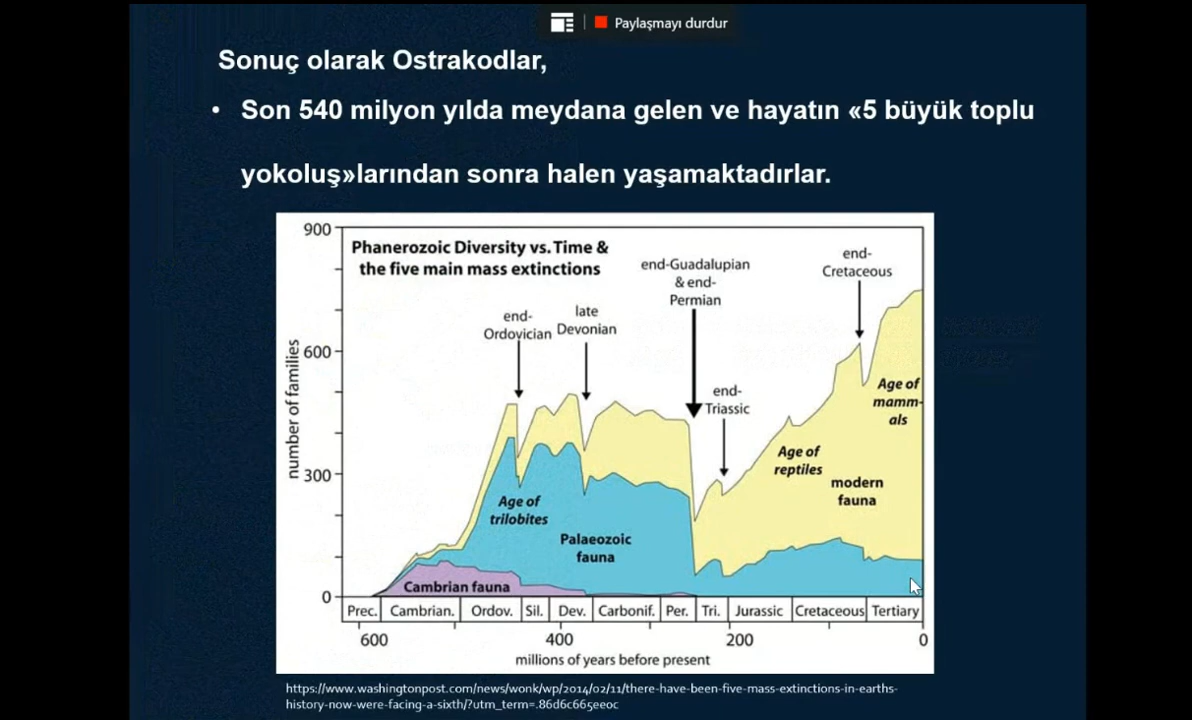 Paylaşmayı durdur
Sonuç olarak Ostrakodlar,
• Son 540 milyon yılda meydana gelen ve hayatın «5 büyük toplu
yokoluş»larından sonra halen yaşamaktadırlar.
Phanerozoic Diversity vs. Time &
the five main mass extinctions
number of families
900
600
300
0
end-
Ordovician
late
Devonian
end-Guadalupian
& end-
Permian
end-
Triassic
end-
Cretaceous
Age of
trilobites
Palaeozoic
fauna
Cambrian fauna
Age of
reptiles
modern
fauna
Age of
mamm-
als
Prec. Cambrian. Ordov. Sil. Dev. Carbonif. Per. Tri. Jurassic Cretaceous Tertiary
600 400 200 0
millions of years before present
https://www.washingtonpost.com/news/wonk/wp/2014/02/11/there-have-been-five-mass-extinctions-in-earths-
history-now-were-facing-a-sixth/?utm_term=.86d6c665eeoc